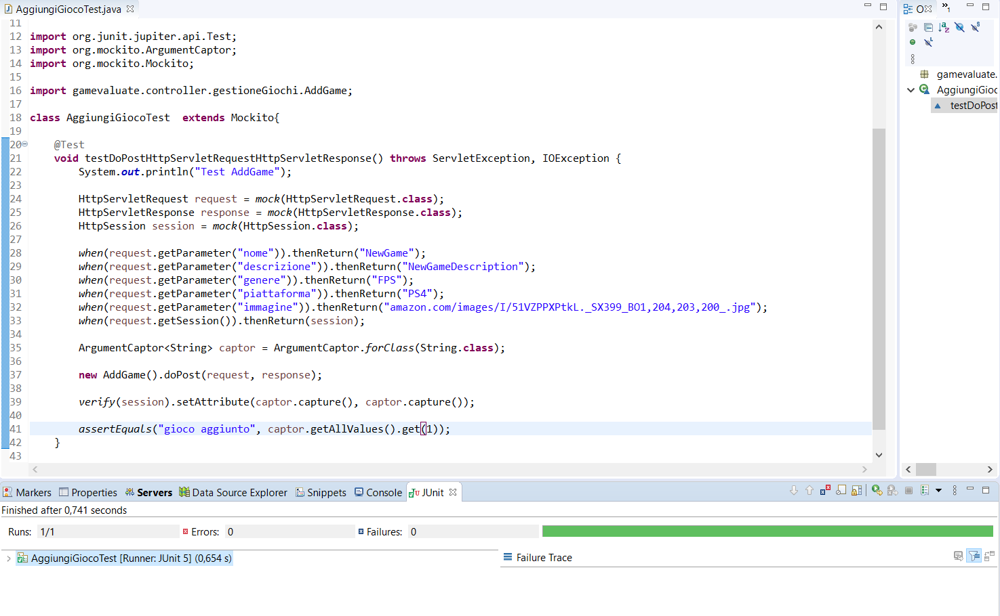 AggiungiGiocoTest.java
11
12 import org.junit.jupiter.api.Test;
13 import org.mockito.ArgumentCaptor;
14 import org.mockito.Mockito;
15
16 import gamevaluate.controller.gestioneGiochi.AddGame;
17
18 class AggiungiGiocoTest  extends Mockito{
19
20     @Test
21     void testDoPostHttpServletRequestHttpServletResponse() throws ServletException, IOException {
22         System.out.println("Test AddGame");
23
24         HttpServletRequest request = mock(HttpServletRequest.class);
25         HttpServletResponse response = mock(HttpServletResponse.class);
26         HttpSession session = mock(HttpSession.class);
27
28         when(request.getParameter("nome")).thenReturn("NewGame");
29         when(request.getParameter("descrizione")).thenReturn("NewGameDescription");
30         when(request.getParameter("genere")).thenReturn("FPS");
31         when(request.getParameter("piattaforma")).thenReturn("PS4");
32         when(request.getParameter("immagine")).thenReturn("amazon.com/images/I/51VZPPXPtkL._SX399_BO1,204,203,200_.jpg");
33         when(request.getSession()).thenReturn(session);
34
35         ArgumentCaptor<String> captor = ArgumentCaptor.forClass(String.class);
36
37         new AddGame().doPost(request, response);
38
39         verify(session).setAttribute(captor.capture(), captor.capture());
40
41         assertEquals("gioco aggiunto", captor.getAllValues().get(1));
42     }
43
O
1
gamevaluate.
AggiungiGioc
testDoPost
Markers Properties Servers Data Source Explorer Snippets Console JUnit
Finished after 0,741 seconds
Runs: 1/1 Errors: 0 Failures: 0
AggiungiGiocoTest [Runner: JUnit 5] (0,654 s)
Failure Trace